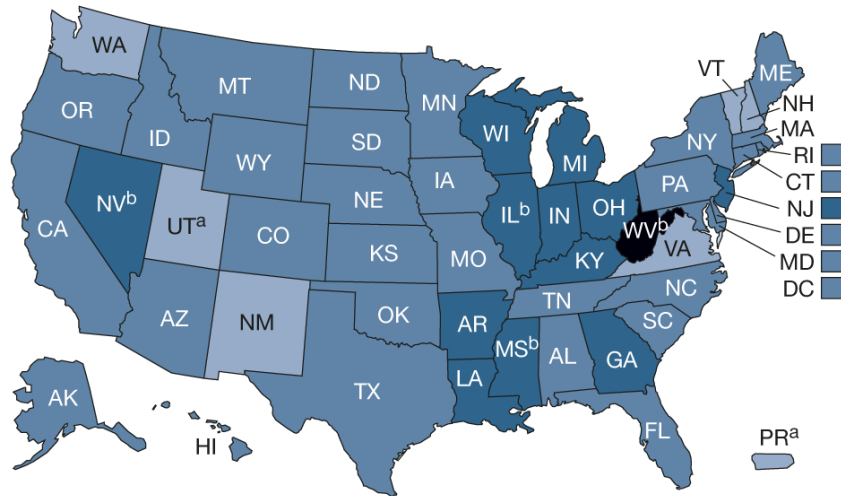 WA
MT
ND
MN
VT
ME
NH
OR
ID
SD
WI
MI
NY
MA
RI
WY
IA
PA
CT
NVb
NE
ILb
IN
OH
NJ
CA
UTa
CO
KS
MO
WVb
VA
DE
KY
MD
AZ
NM
OK
AR
TN
NC
DC
SC
MSb
AL
GA
TX
LA
AK
HI
FL
PRa